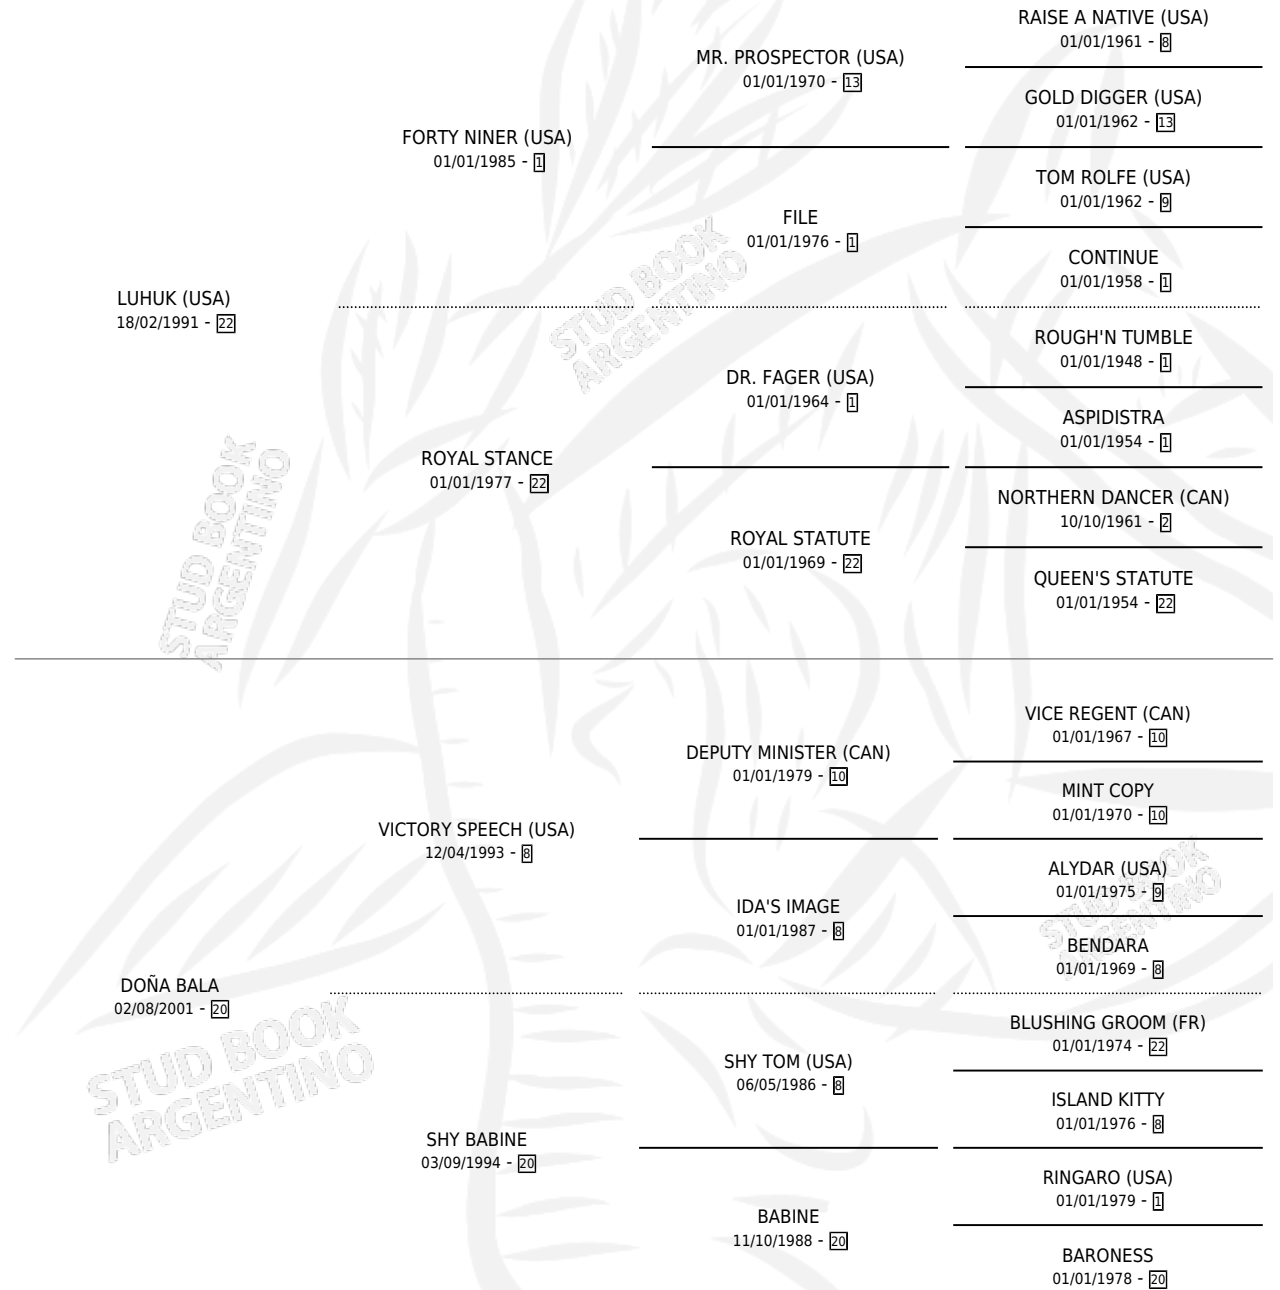 RAISE A NATIVE (USA)
01/01/1961 - 8
MR. PROSPECTOR (USA)
01/01/1970 - 13
GOLD DIGGER (USA)
01/01/1962 - 13
FORTY NINER (USA)
01/01/1985 - 1
TOM ROLFE (USA)
01/01/1962 - 9
FILE
01/01/1976 - 1
CONTINUE
01/01/1958 - 1
LUHUK (USA)
18/02/1991 - 22
ROUGH'N TUMBLE
01/01/1948 - 1
DR. FAGER (USA)
01/01/1964 - 1
ASPIDISTRA
01/01/1954 - 1
ROYAL STANCE
01/01/1977 - 22
NORTHERN DANCER (CAN)
10/10/1961 - 2
ROYAL STATUTE
01/01/1969 - 22
QUEEN'S STATUTE
01/01/1954 - 22
VICE REGENT (CAN)
01/01/1967 - 10
DEPUTY MINISTER (CAN)
01/01/1979 - 10
MINT COPY
01/01/1970 - 10
VICTORY SPEECH (USA)
12/04/1993 - 8
ALYDAR (USA)
01/01/1975 - 9
IDA'S IMAGE
01/01/1987 - 8
BENDARA
01/01/1969 - 8
DOÑA BALA
02/08/2001 - 20
BLUSHING GROOM (FR)
01/01/1974 - 22
SHY TOM (USA)
06/05/1986 - 8
ISLAND KITTY
01/01/1976 - 8
SHY BABINE
03/09/1994 - 20
RINGARO (USA)
01/01/1979 - 1
BABINE
11/10/1988 - 20
BARONESS
01/01/1978 - 20
STUD BOOK
ARGENTINO
STUD BOOK
ARGENTINO
STUD BOOK
ARGENTINO
STUD BOOK
ARGENTINO